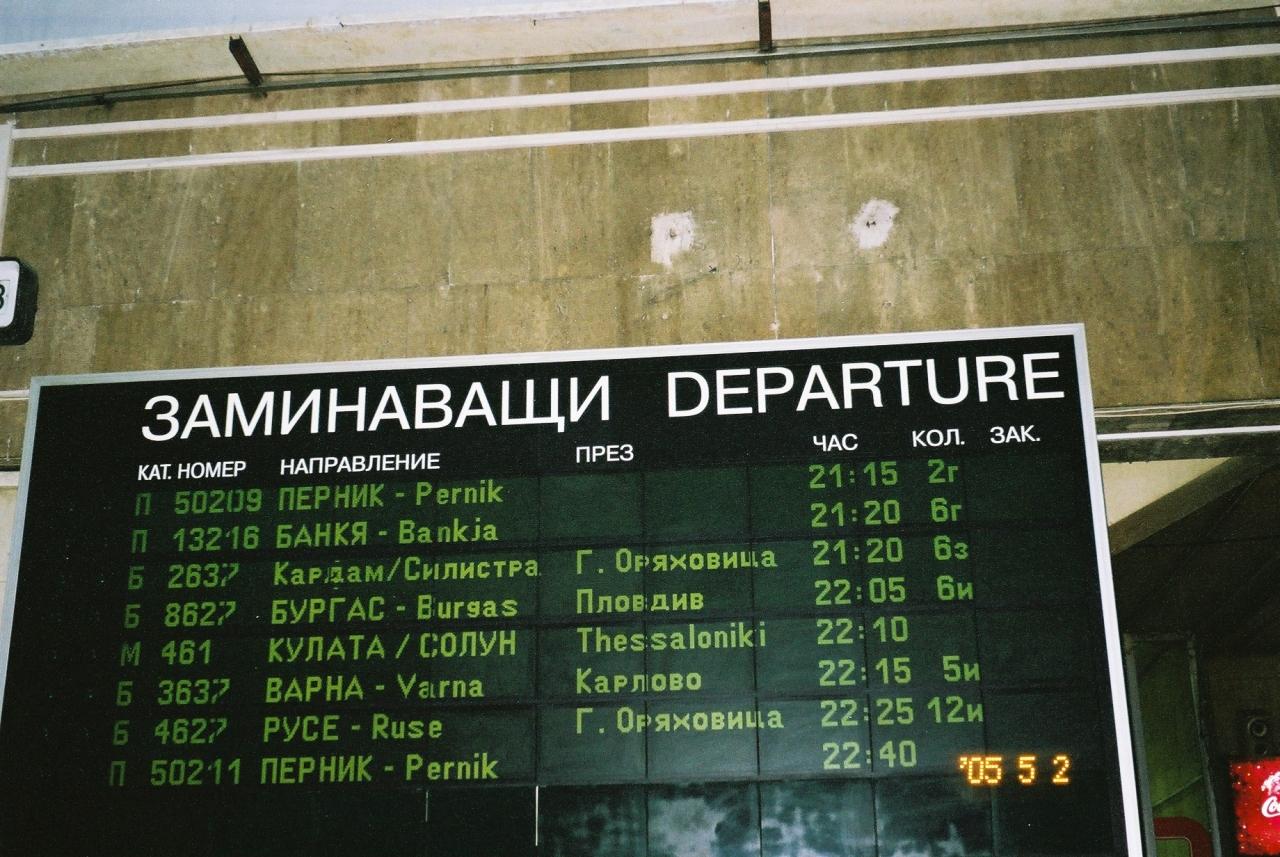 ЗАМИНАВАЩИ DEPARTURE
КАТ. НОМЕР НАПРАВЛЕНИЕ ПРЕЗ ЧАС КОЛ. ЗАК.
П 50209 ПЕРНИК - Pernik 21:15 2г
П 13216 БАНКЯ - Bankja 21:20 6г
Б 2637 Кардам/Силистра Г. Оряховица 21:20 6з
Б 8627 БУРГАС - Burgas Пловдив 22:05 6и
М 461 КУЛАТА / СОЛУН Thessaloniki 22:10
Б 3637 ВАРНА - Varna Карлово 22:15 5и
Б 4627 РУСЕ - Ruse Г. Оряховица 22:25 12и
П 50211 ПЕРНИК - Pernik 22:40
'05 5 2